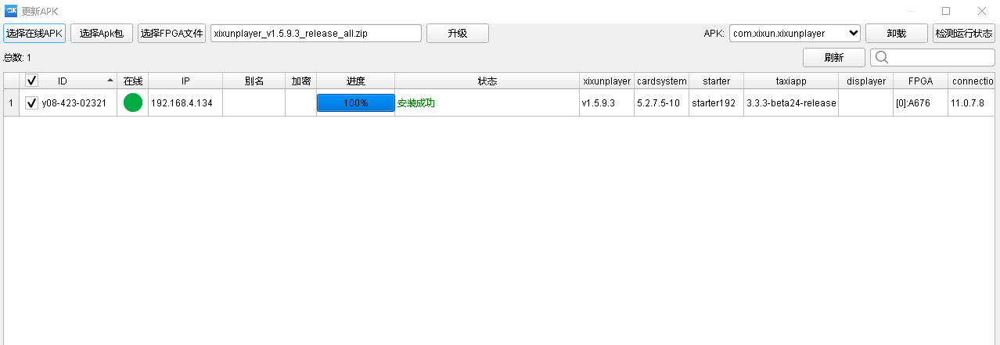 更新APK
选择在线APK 选择Apk包 选择FPGA文件 xixunplayer_v1.5.9.3_release_all.zip 升级 APK: com.xixun.xixunplayer 卸载 检测运行状态
总数: 1 刷新
ID 在线 IP 别名 加密 进度 状态 xixunplayer cardsystem starter taxiapp displayer FPGA connectio
1 y08-423-02321 192.168.4.134 100% 安装成功 v1.5.9.3 5.2.7.5-10 starter192 3.3.3-beta24-release [0]:A676 11.0.7.8